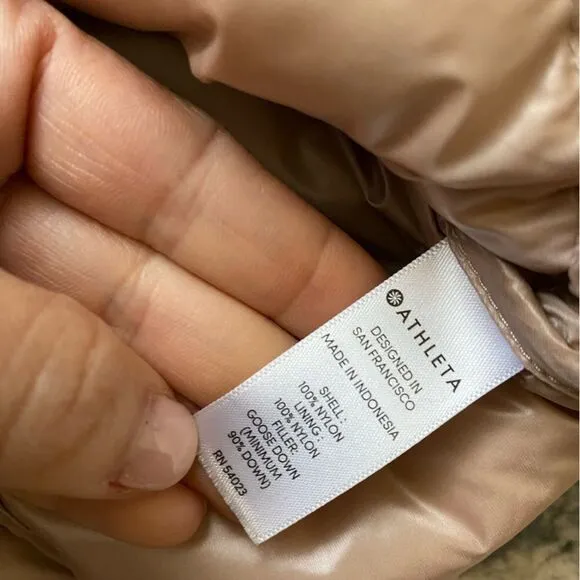 ATHLETA
DESIGNED IN
SAN FRANCISCO
MADE IN INDONESIA
SHELL :
100% NYLON
LINING :
100% NYLON
FILLER:
GOOSE DOWN
(MINIMUM
90% DOWN)
RN 54023